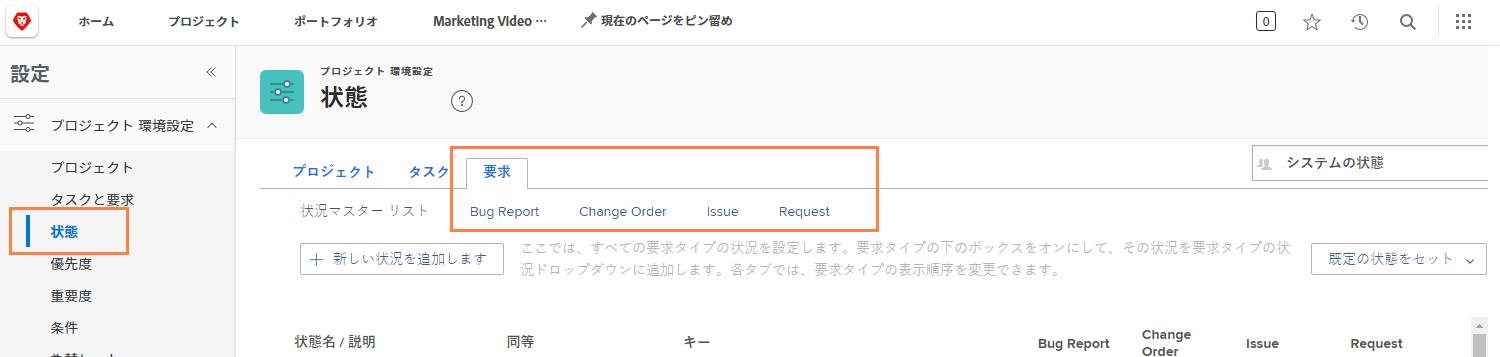 ホーム プロジェクト ポートフォリオ Marketing Video ··· 現在のページをピン留め 0
設定
プロジェクト 環境設定
プロジェクト
タスクと要求
状態
優先度
重要度
条件
プロジェクト 環境設定
状態 ?
プロジェクト タスク 要求
システムの状態
状況マスター リスト Bug Report Change Order Issue Request
新しい状況を追加します
ここでは、すべての要求タイプの状況を設定します。要求タイプの下のボックスをオンにして、その状況を要求タイプの状
況ドロップダウンに追加します。各タブでは、要求タイプの表示順序を変更できます。
既定の状態をセット
状態名 / 説明 同等 キー Bug Report Change Order Issue Request